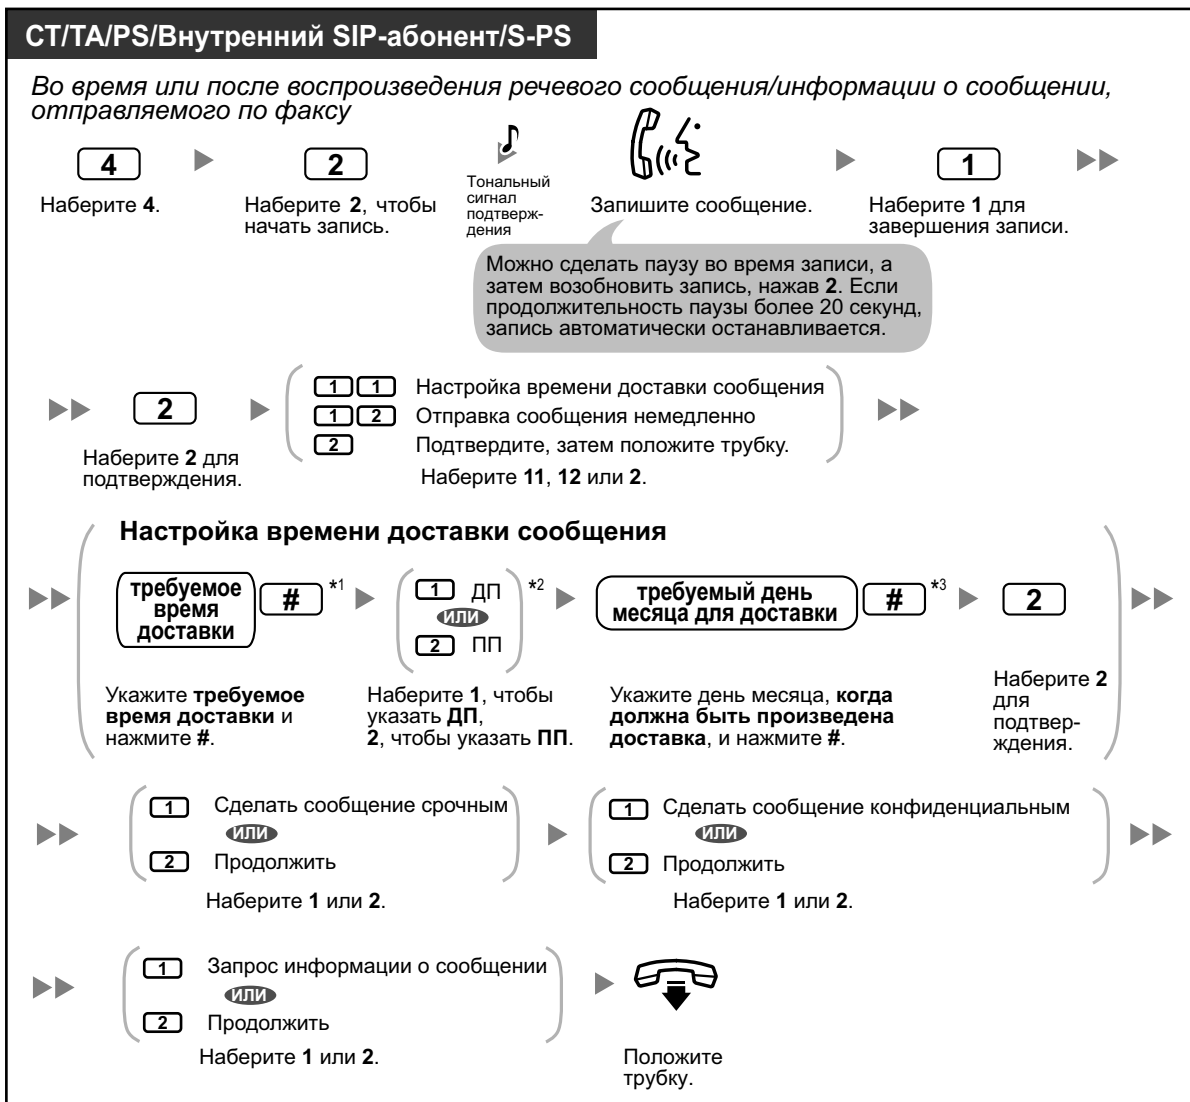 СТ/ТА/PS/Внутренний SIP-абонент/S-PS
Во время или после воспроизведения речевого сообщения/информации о сообщении,
отправляемого по факсу
4
Наберите 4.
2
Наберите 2, чтобы
начать запись.
Тональный
сигнал
подтверж-
дения
Запишите сообщение.
1
Наберите 1 для
завершения записи.
Можно сделать паузу во время записи, а
затем возобновить запись, нажав 2. Если
продолжительность паузы более 20 секунд,
запись автоматически останавливается.
2
Наберите 2 для
подтверждения.
1 1 Настройка времени доставки сообщения
1 2 Отправка сообщения немедленно
2 Подтвердите, затем положите трубку.
Наберите 11, 12 или 2.
Настройка времени доставки сообщения
требуемое
время
доставки
# *1
Укажите требуемое
время доставки и
нажмите #.
1 ДП
ИЛИ
2 ПП
*2
Наберите 1, чтобы
указать ДП,
2, чтобы указать ПП.
требуемый день
месяца для доставки
# *3
Укажите день месяца, когда
должна быть произведена
доставка, и нажмите #.
2
Наберите 2
для
подтвер-
ждения.
1 Сделать сообщение срочным
ИЛИ
2 Продолжить
Наберите 1 или 2.
1 Сделать сообщение конфиденциальным
ИЛИ
2 Продолжить
Наберите 1 или 2.
1 Запрос информации о сообщении
ИЛИ
2 Продолжить
Наберите 1 или 2.
Положите
трубку.